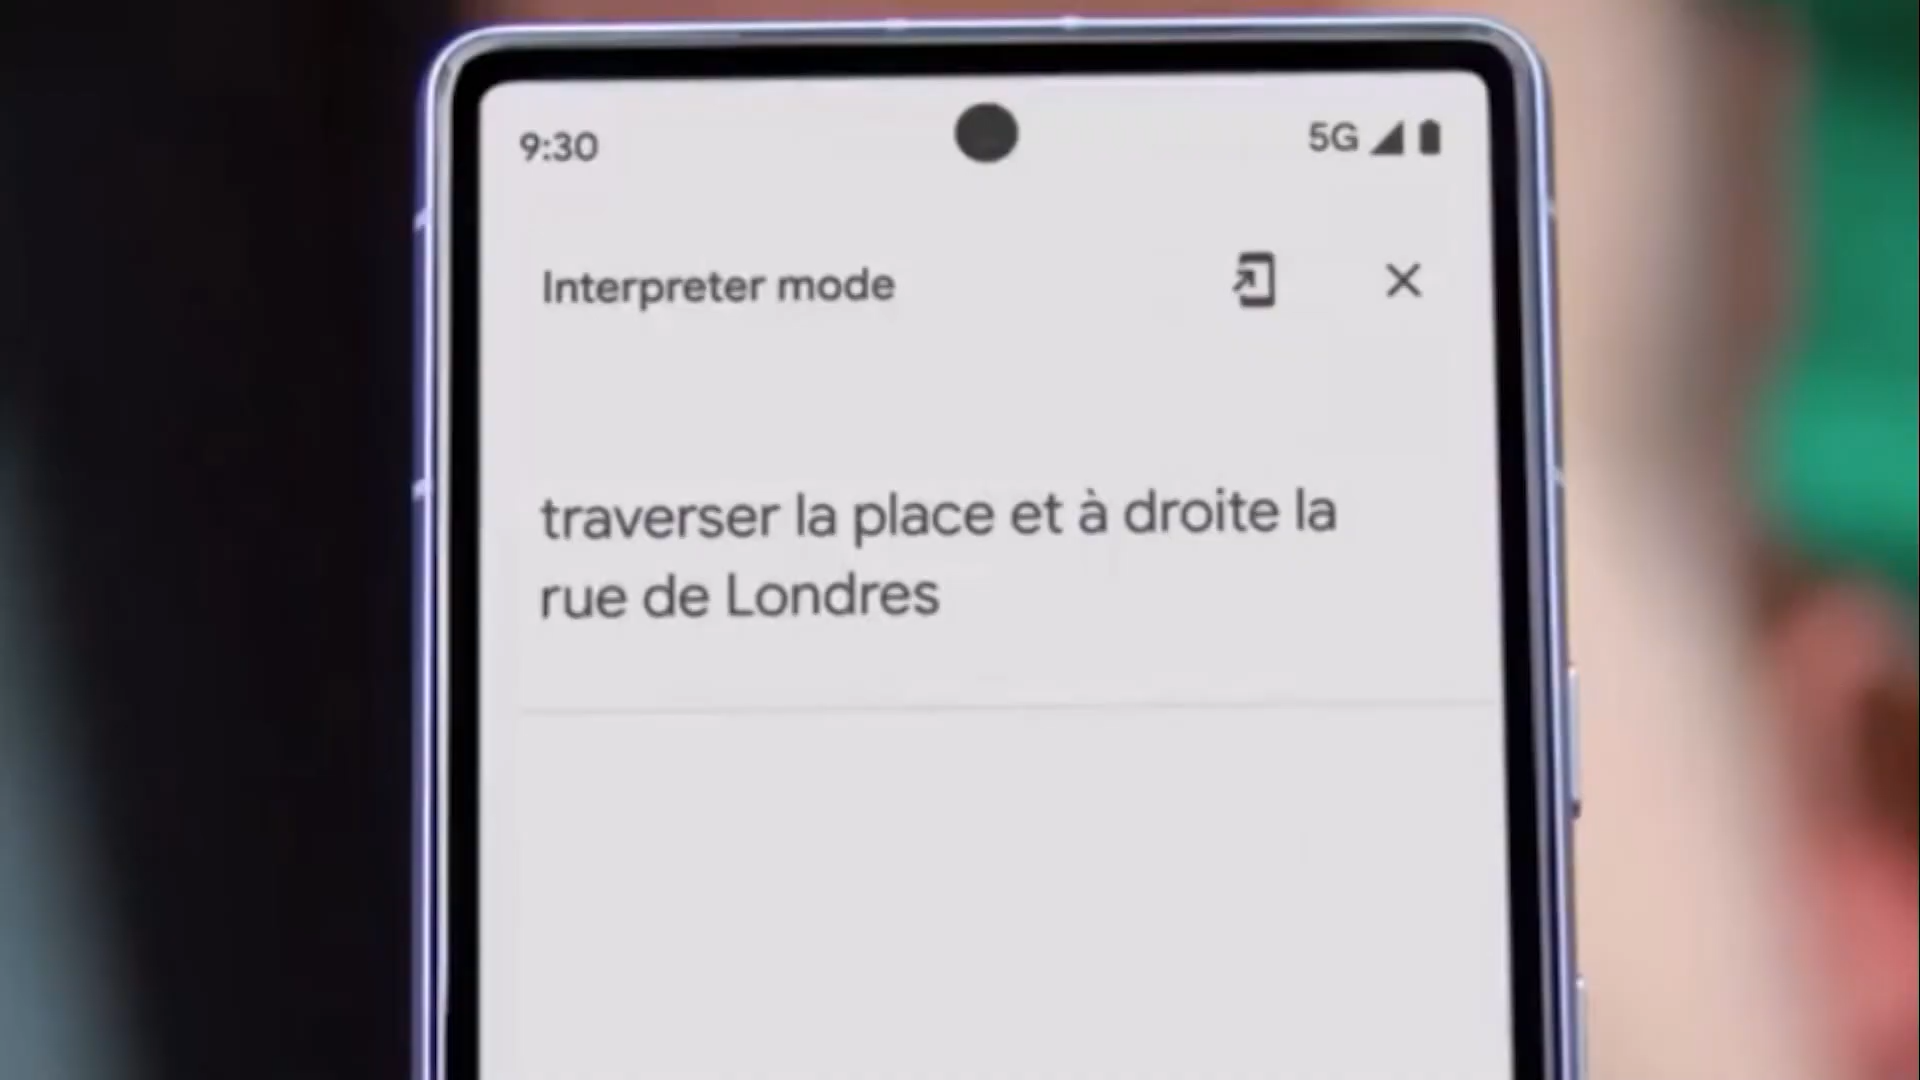 9:30
5G
Interpreter mode
traverser la place et à droite la
rue de Londres